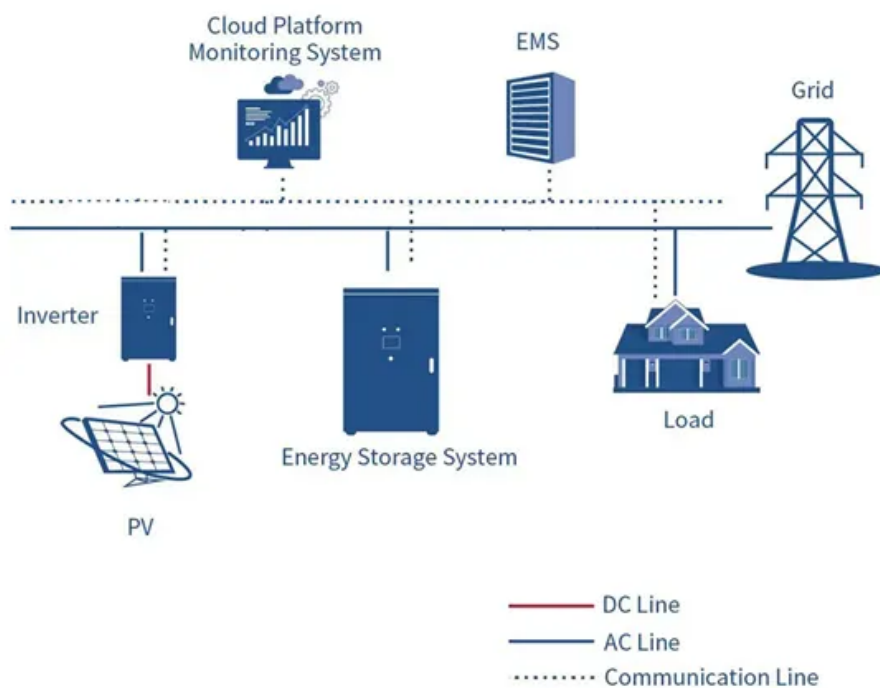 Cloud Platform
Monitoring System
EMS
Grid
Inverter
Load
Energy Storage System
PV
DC Line
AC Line
Communication Line